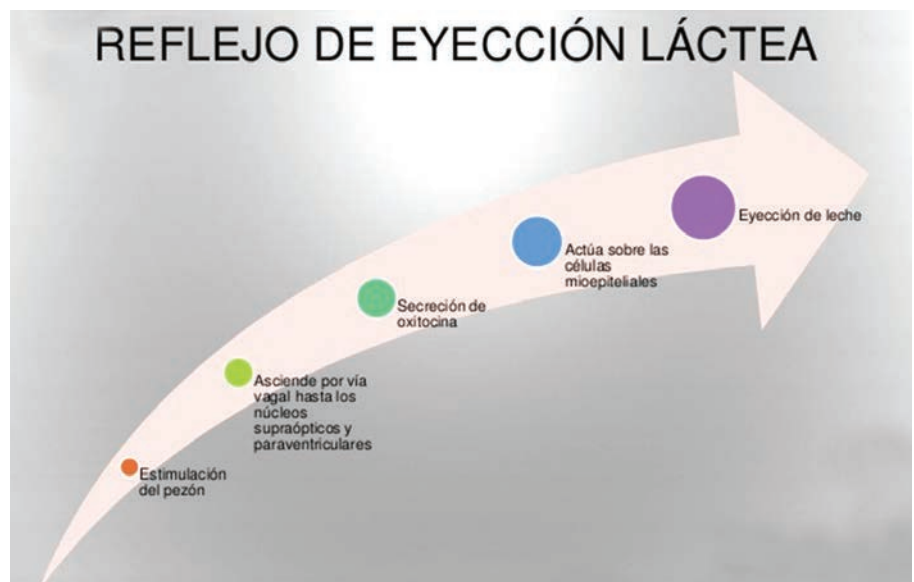 REFLEJO DE EYECCIÓN LÁCTEA
Estimulación
del pezón
Asciende por vía
vagal hasta los
núcleos
supraópticos y
paraventriculares
Secreción de
oxitocina
Actúa sobre las
células
mioepiteliales
Eyección de leche